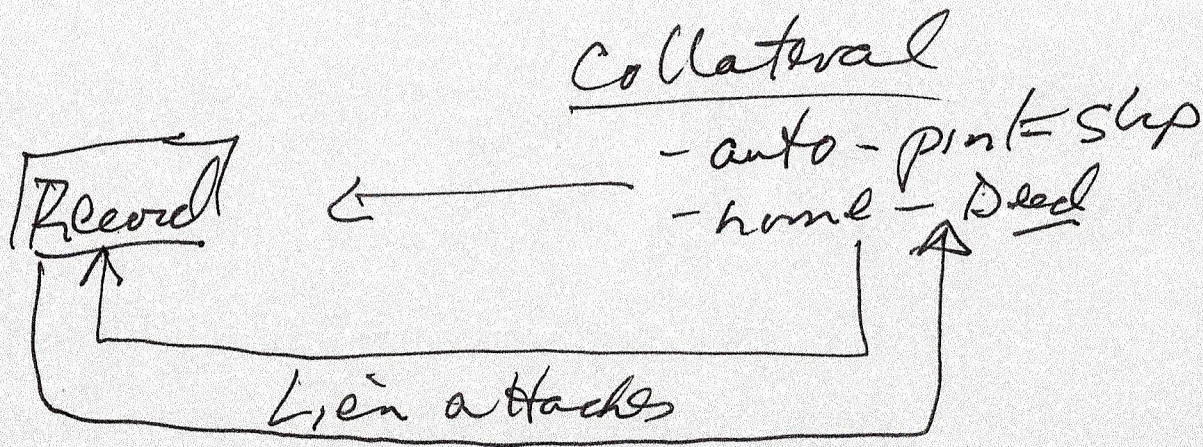 Collateral
- auto - pink slip
Record
- home - Deed
Lien attaches